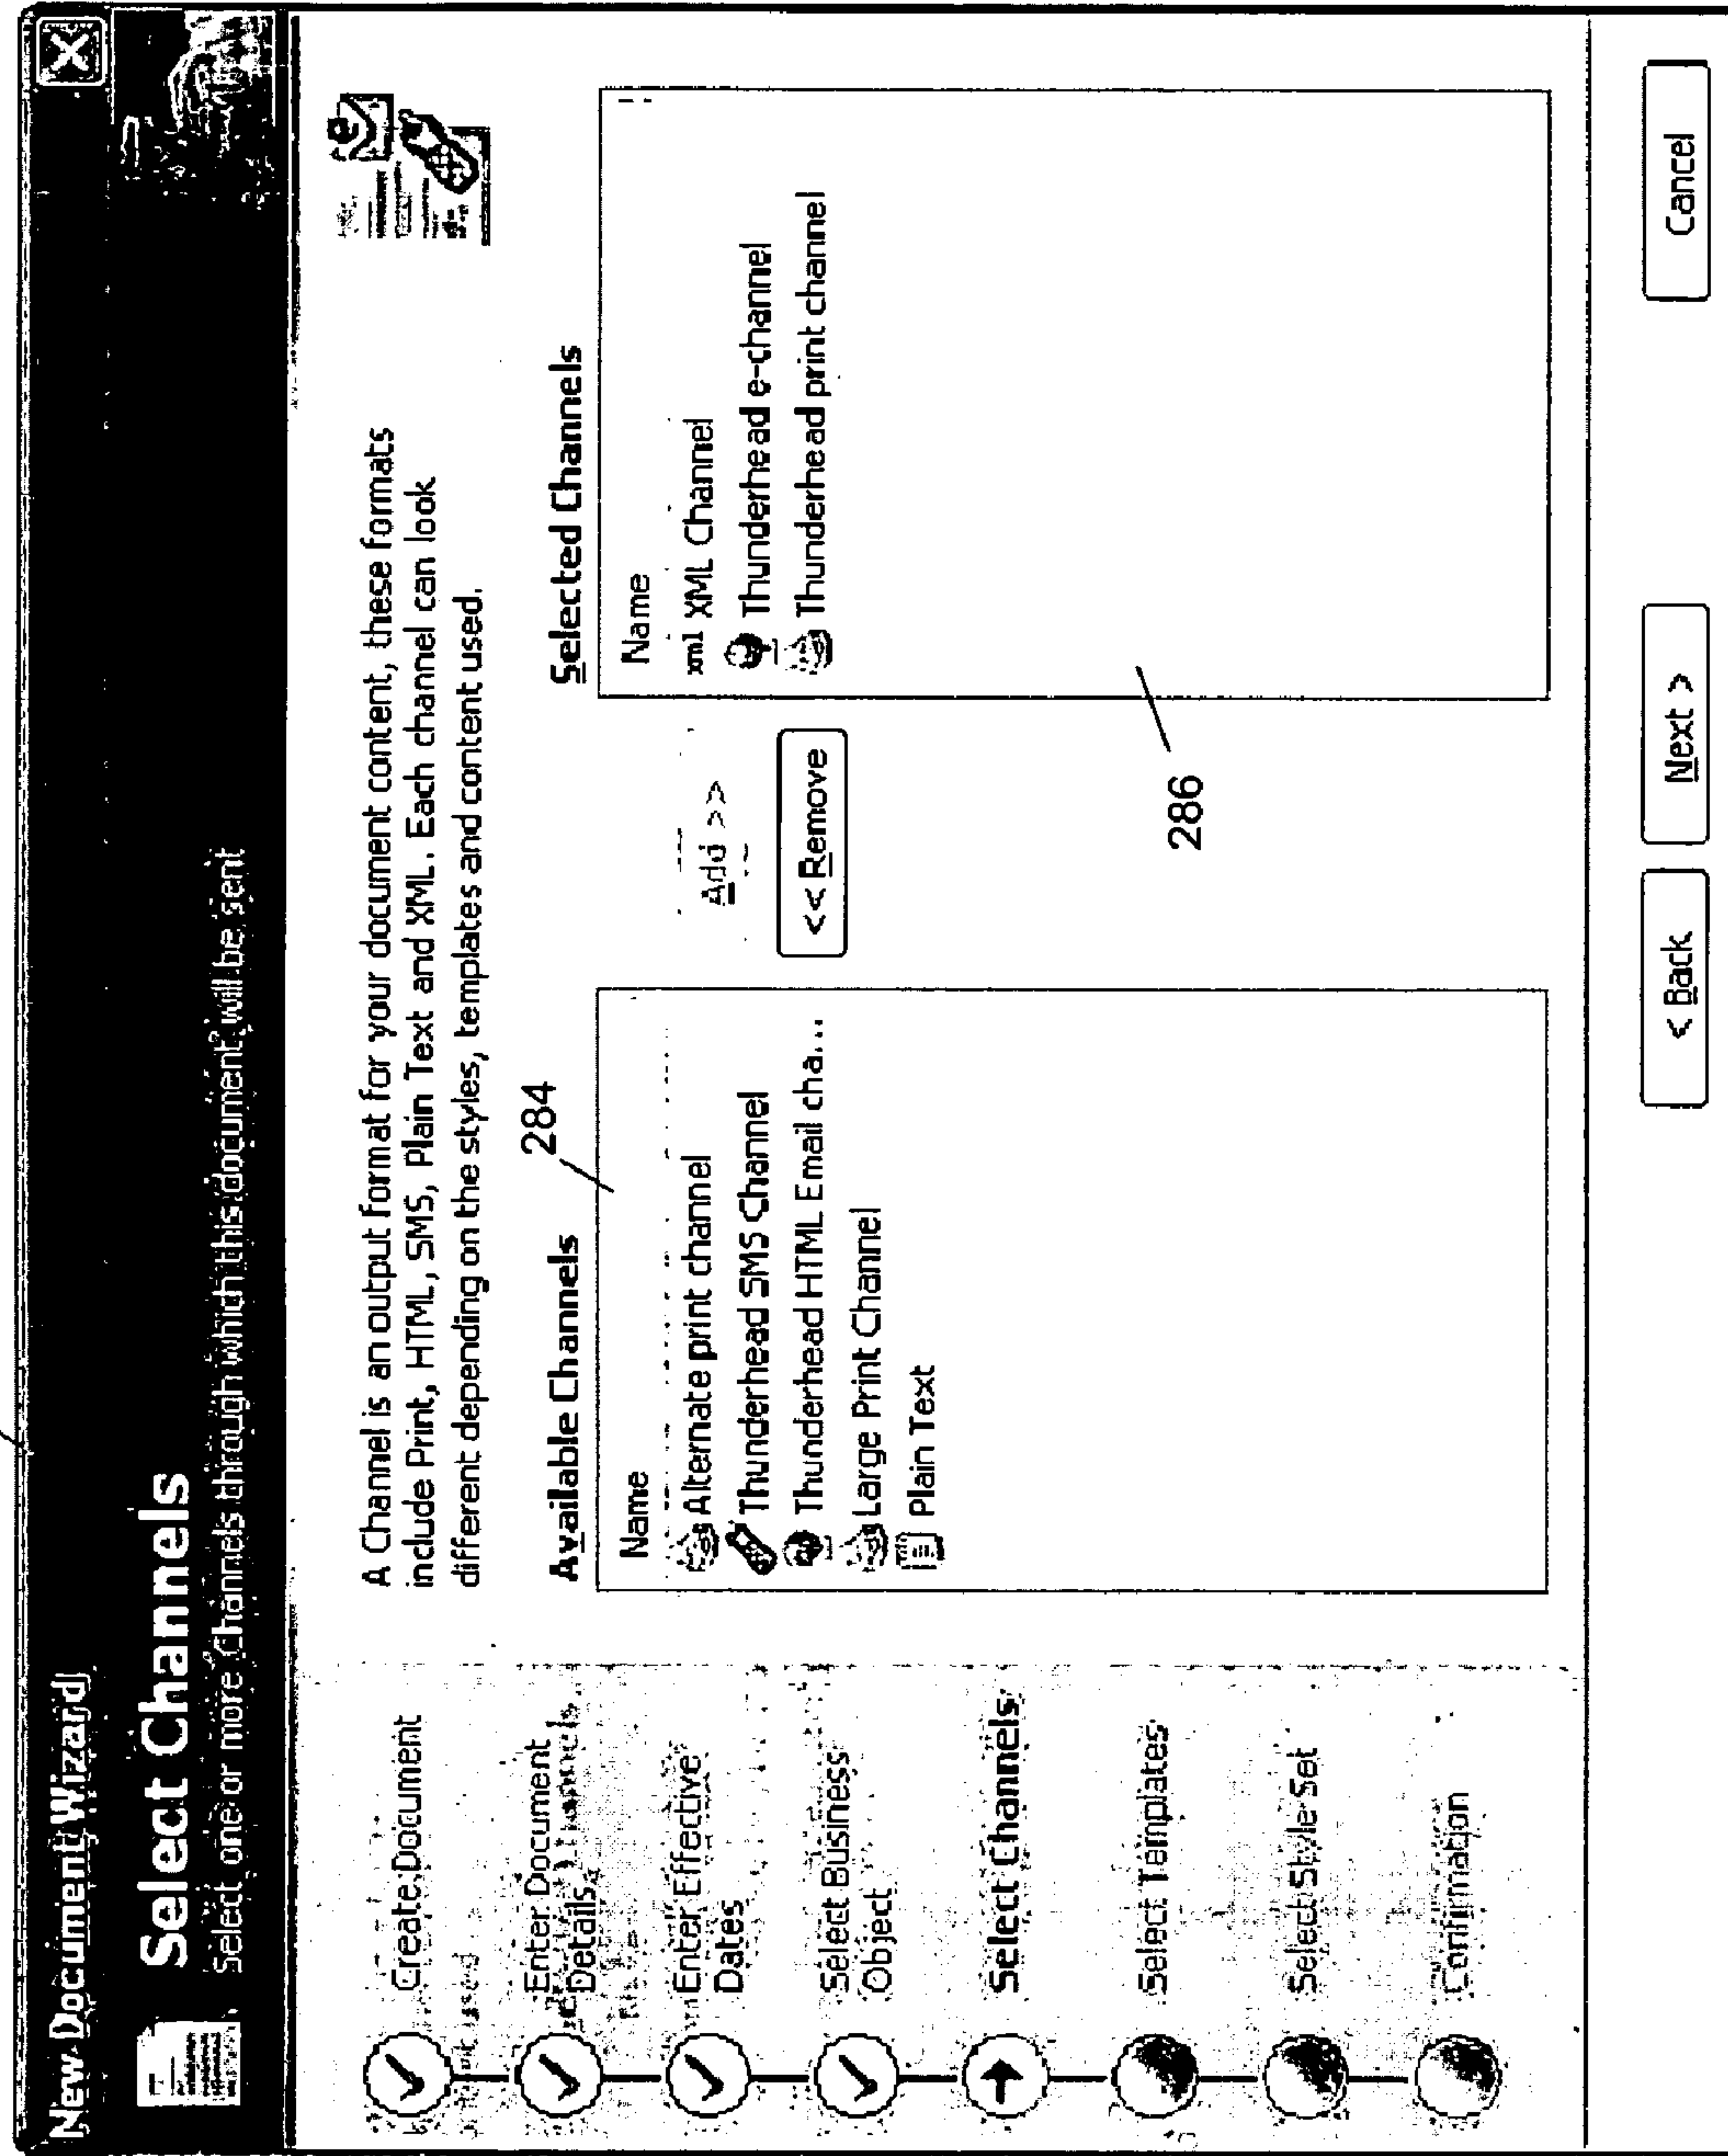 New Document Wizard
Select Channels
Select one or more Channels through which this document will be sent
Create Document
Enter Document
Details
Enter Effective
Dates
Select Business
Object
Select Channels
Select Templates
Select Style Set
Confirmation
A Channel is an output format for your document content, these formats
include Print, HTML, SMS, Plain Text and XML. Each channel can look
different depending on the styles, templates and content used.
Available Channels
284
Name
Alternate print channel
Thunderhead SMS Channel
Thunderhead HTML Email cha...
Large Print Channel
Plain Text
Add >>
<< Remove
Selected Channels
Name
xml XML Channel
Thunderhead e-channel
Thunderhead print channel
286
< Back
Next >
Cancel